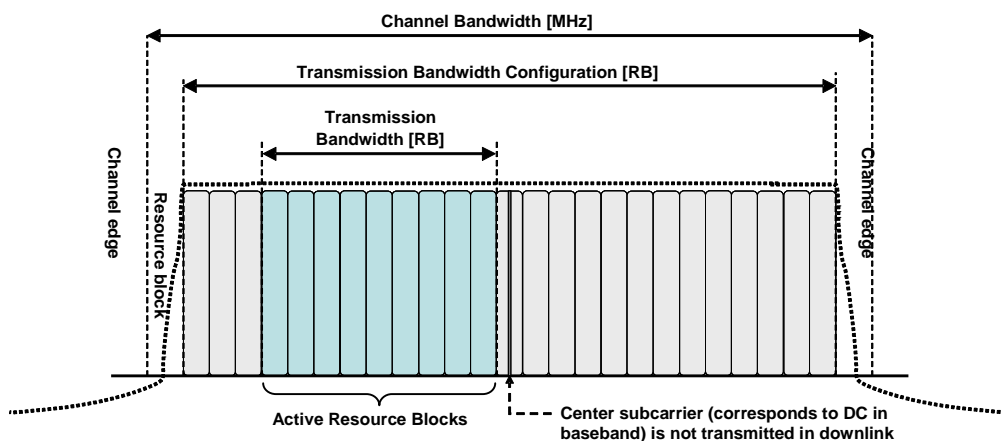 Channel Bandwidth [MHz]
Transmission Bandwidth Configuration [RB]
Transmission
Bandwidth [RB]
Channel edge
Resource block
Channel edge
Active Resource Blocks
Center subcarrier (corresponds to DC in
baseband) is not transmitted in downlink